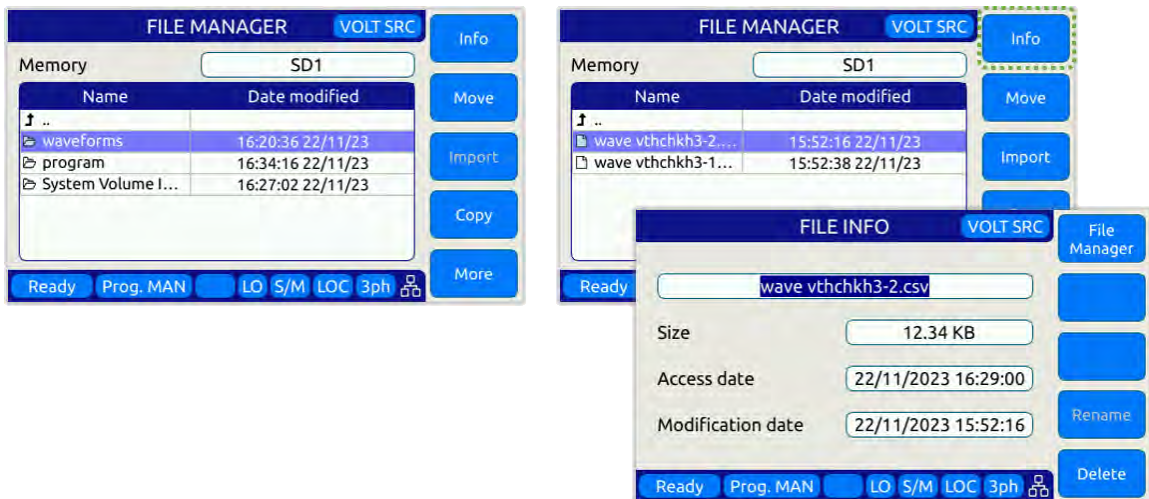 FILE MANAGER VOLT SRC
Info
Memory SD1
Name Date modified
Move
..
waveforms 16:20:36 22/11/23
Import
program 16:34:16 22/11/23
System Volume I... 16:27:02 22/11/23
Copy
More
Ready Prog. MAN LO S/M LOC 3ph
FILE MANAGER VOLT SRC
Info
Memory SD1
Name Date modified
Move
..
wave vthchkh3-2.... 15:52:16 22/11/23
Import
wave vthchkh3-1... 15:52:38 22/11/23
Ready
FILE INFO VOLT SRC
File
Manager
wave vthchkh3-2.csv
Size 12.34 KB
Access date 22/11/2023 16:29:00
Modification date 22/11/2023 15:52:16
Rename
Delete
Ready Prog. MAN LO S/M LOC 3ph